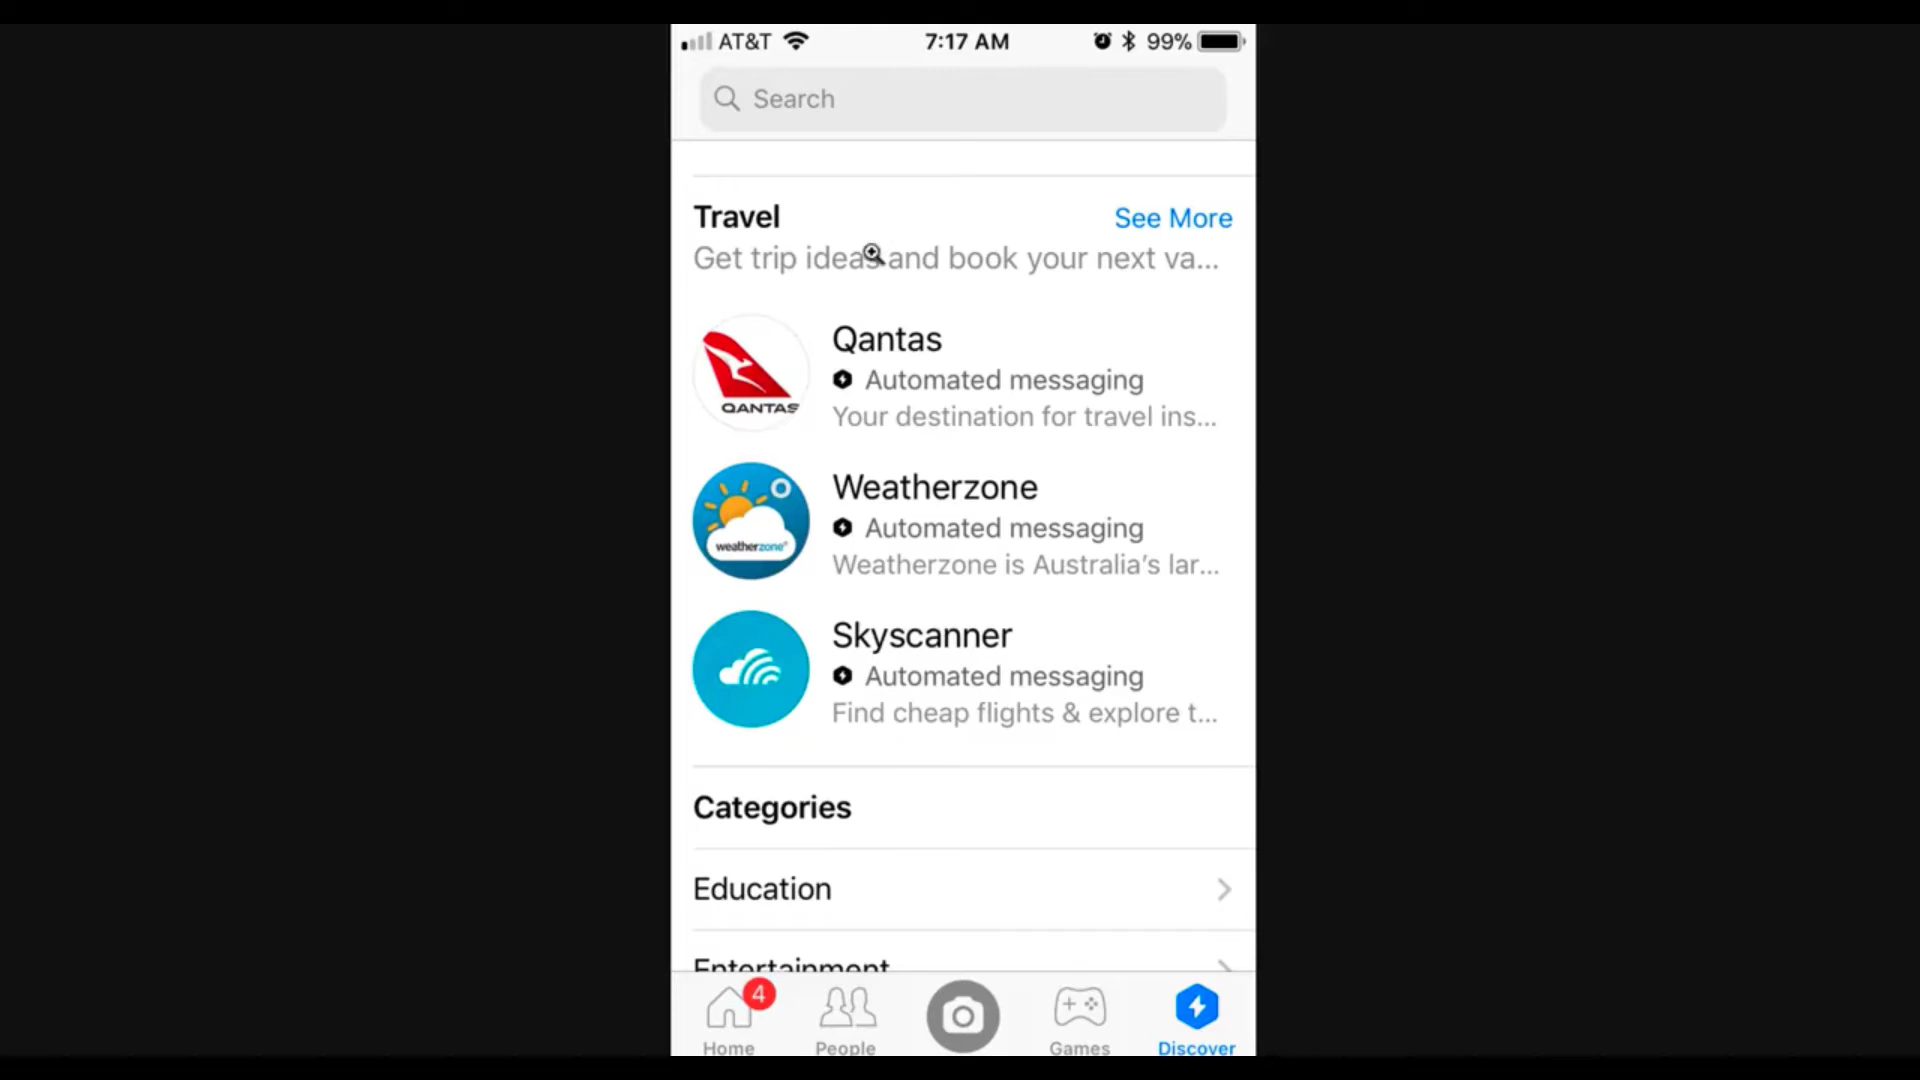 AT&T 7:17 AM 99%
Search
Travel See More
Get trip ideas and book your next va...
Qantas
Automated messaging
Your destination for travel ins...
QANTAS
Weatherzone
Automated messaging
Weatherzone is Australia's lar...
weatherzone
Skyscanner
Automated messaging
Find cheap flights & explore t...
Categories
Education
Entertainment
4
Home People Games Discover